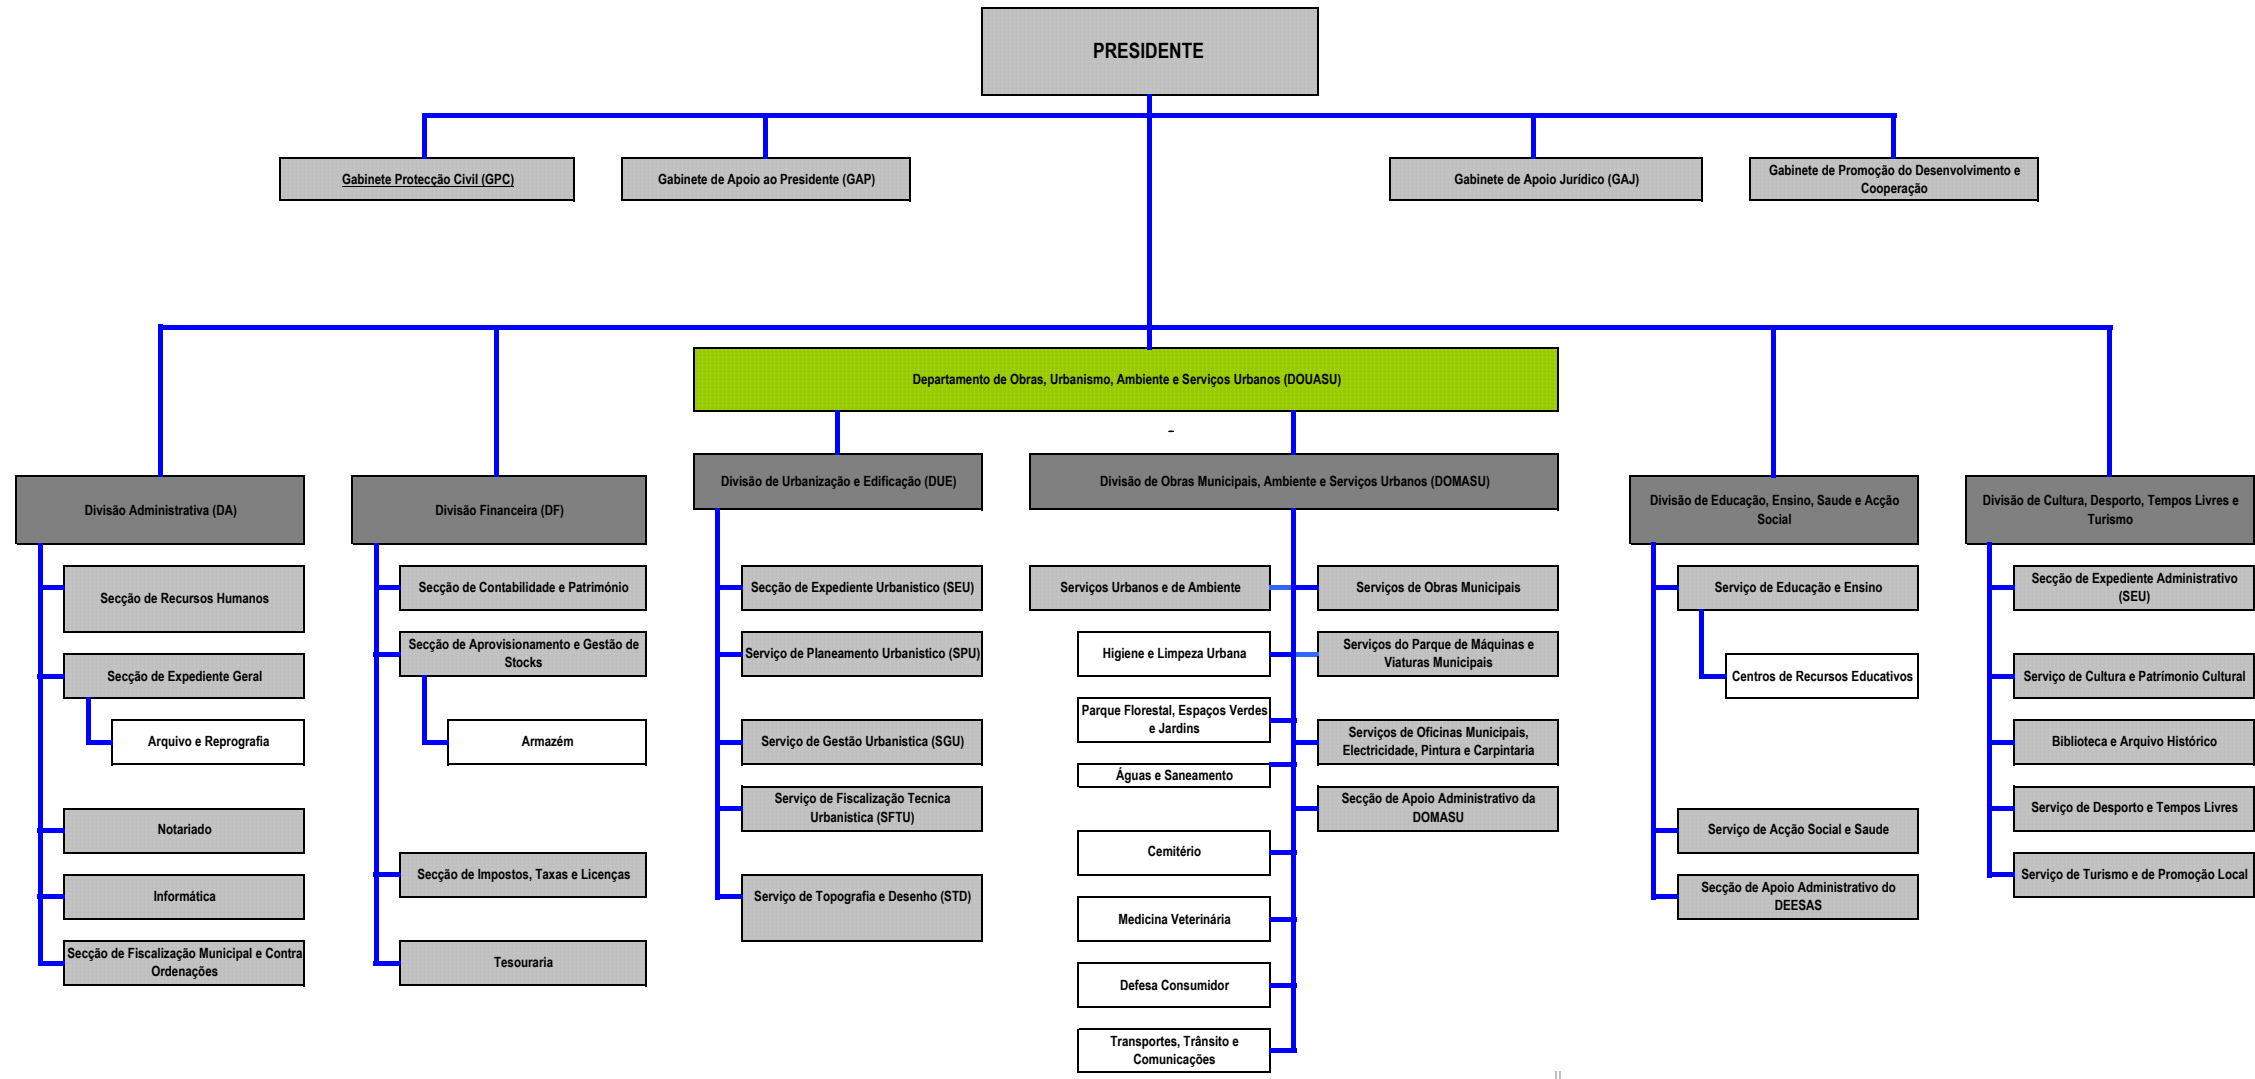 PRESIDENTE
Gabinete Protecção Civil (GPC)
Gabinete de Apoio ao Presidente (GAP)
Gabinete de Apoio Jurídico (GAJ)
Gabinete de Promoção do Desenvolvimento e
Cooperação
Departamento de Obras, Urbanismo, Ambiente e Serviços Urbanos (DOUASU)
-
Divisão Administrativa (DA)
Secção de Recursos Humanos
Secção de Expediente Geral
Arquivo e Reprografia
Notariado
Informática
Secção de Fiscalização Municipal e Contra
Ordenações
Divisão Financeira (DF)
Secção de Contabilidade e Património
Secção de Aprovisionamento e Gestão de
Stocks
Armazém
Secção de Impostos, Taxas e Licenças
Tesouraria
Divisão de Urbanização e Edificação (DUE)
Secção de Expediente Urbanistico (SEU)
Serviço de Planeamento Urbanistico (SPU)
Serviço de Gestão Urbanistica (SGU)
Serviço de Fiscalização Tecnica
Urbanistica (SFTU)
Serviço de Topografia e Desenho (STD)
Divisão de Obras Municipais, Ambiente e Serviços Urbanos (DOMASU)
Serviços Urbanos e de Ambiente
Higiene e Limpeza Urbana
Parque Florestal, Espaços Verdes
e Jardins
Águas e Saneamento
Cemitério
Medicina Veterinária
Defesa Consumidor
Transportes, Trânsito e
Comunicações
Serviços de Obras Municipais
Serviços do Parque de Máquinas e
Viaturas Municipais
Serviços de Oficinas Municipais,
Electricidade, Pintura e Carpintaria
Secção de Apoio Administrativo da
DOMASU
Divisão de Educação, Ensino, Saude e Acção
Social
Serviço de Educação e Ensino
Centros de Recursos Educativos
Serviço de Acção Social e Saude
Secção de Apoio Administrativo do
DEESAS
Divisão de Cultura, Desporto, Tempos Livres e
Turismo
Secção de Expediente Administrativo
(SEU)
Serviço de Cultura e Patrímonio Cultural
Biblioteca e Arquivo Histórico
Serviço de Desporto e Tempos Livres
Serviço de Turismo e de Promoção Local